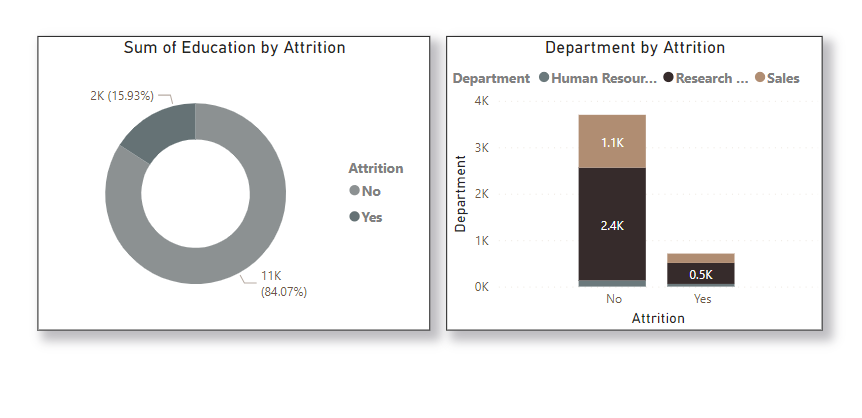 Sum of Education by Attrition
2K (15.93%)
Attrition
No
Yes
11K
(84.07%)
Department by Attrition
Department Human Resour... Research ... Sales
4K
3K
2K
1K
0K
Department
1.1K
2.4K
0.5K
No Yes
Attrition